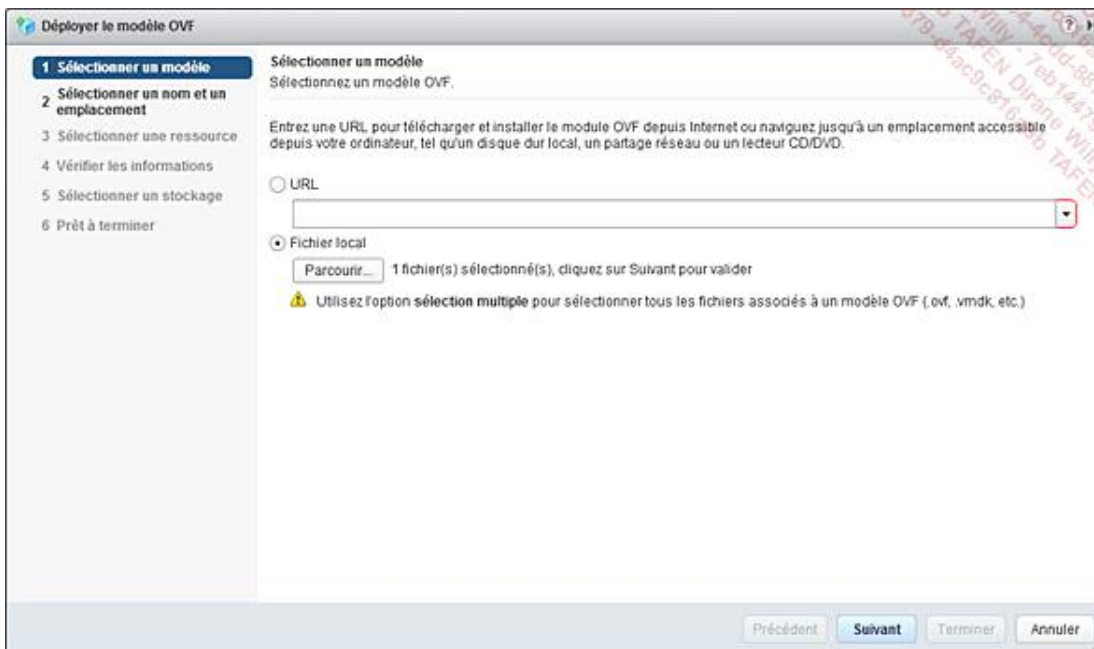 Déployer le modèle OVF
1 Sélectionner un modèle
2 Sélectionner un nom et un
emplacement
3 Sélectionner une ressource
4 Vérifier les informations
5 Sélectionner un stockage
6 Prêt à terminer
Sélectionner un modèle
Sélectionnez un modèle OVF.
Entrez une URL pour télécharger et installer le module OVF depuis Internet ou naviguez jusqu'à un emplacement accessible
depuis votre ordinateur, tel qu'un disque dur local, un partage réseau ou un lecteur CD/DVD.
URL
Fichier local
Parcourir... 1 fichier(s) sélectionné(s), cliquez sur Suivant pour valider
Utilisez l'option sélection multiple pour sélectionner tous les fichiers associés à un modèle OVF (.ovf, .vmdk, etc.)
Précédent Suivant Terminer Annuler